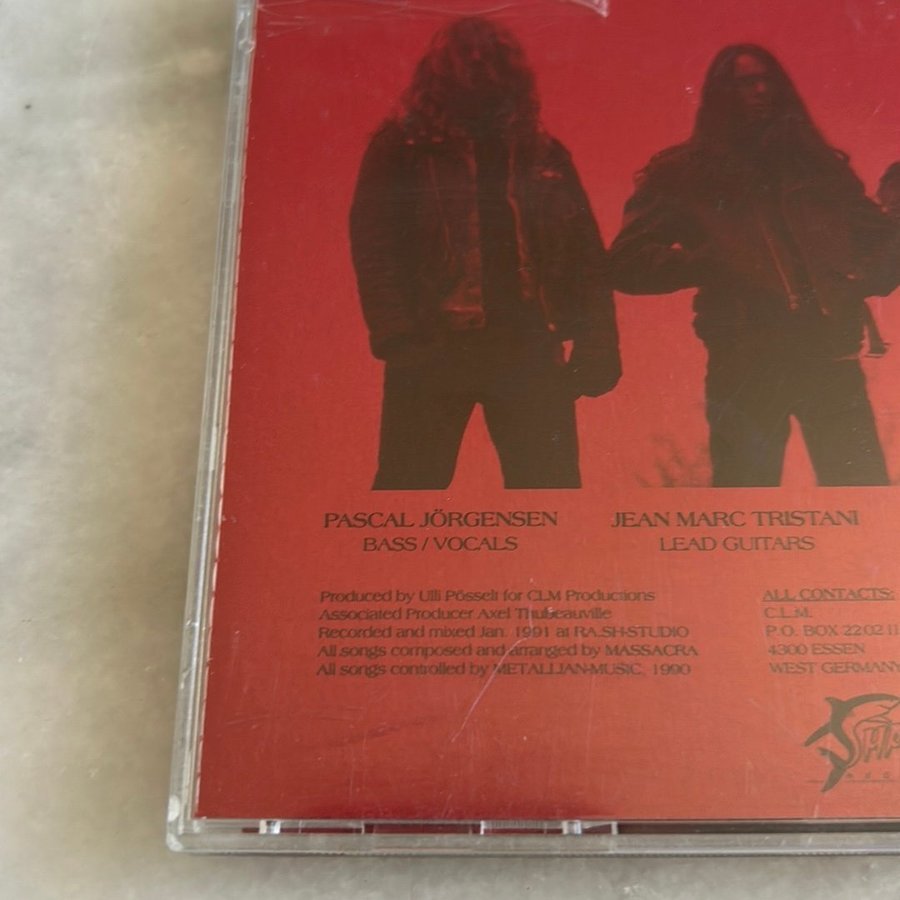 PASCAL JÖRGENSEN
BASS / VOCALS
JEAN MARC TRISTANI
LEAD GUITARS
Produced by Ulli Pösselt for CLM Productions
Associated Producer Axel Thubeauville
Recorded and mixed Jan. 1991 at RA.SH-STUDIO
All songs composed and arranged by MASSACRA
All songs controlled by METALLIAN-MUSIC, 1990
ALL CONTACTS:
C.L.M.
P.O. BOX 22 02 11
4300 ESSEN
WEST GERMANY